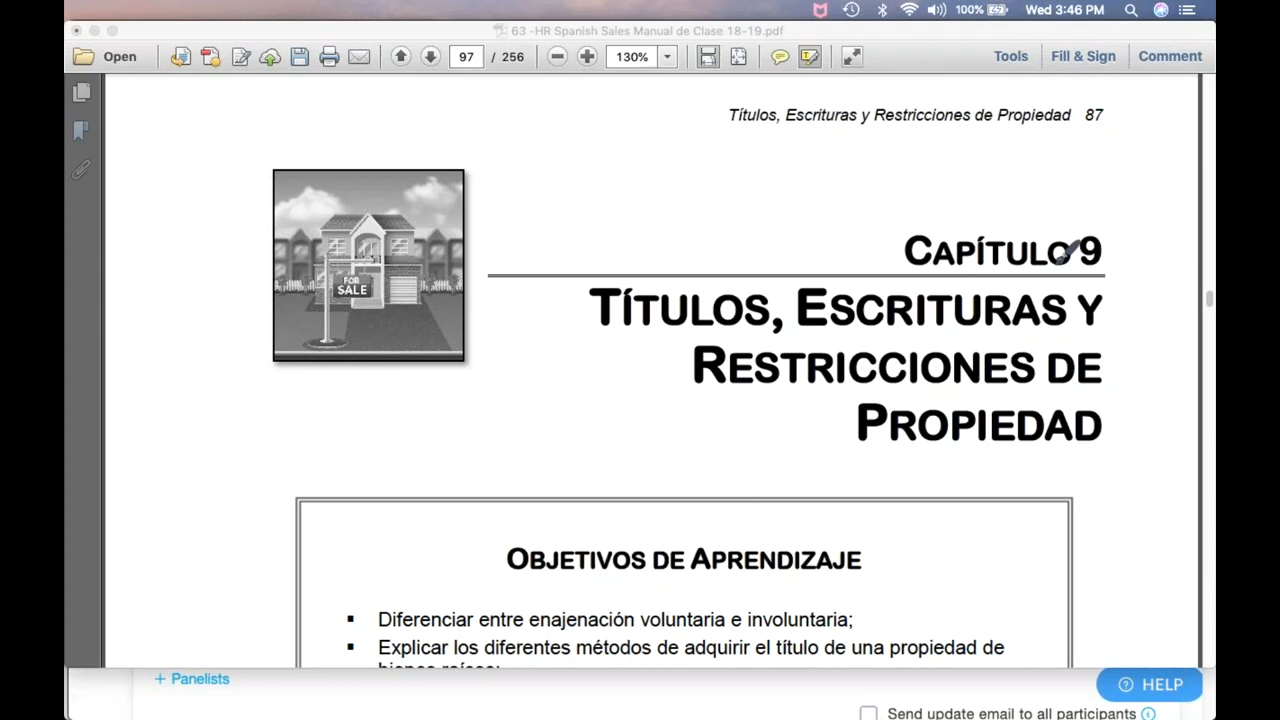 100% Wed 3:46 PM
63 -HR Spanish Sales Manual de Clase 18-19.pdf
Open 97 / 256 130% Tools Fill & Sign Comment
Títulos, Escrituras y Restricciones de Propiedad 87
FOR
SALE
CAPÍTULO 9
TÍTULOS, ESCRITURAS Y
RESTRICCIONES DE
PROPIEDAD
OBJETIVOS DE APRENDIZAJE
▪ Diferenciar entre enajenación voluntaria e involuntaria;
▪ Explicar los diferentes métodos de adquirir el título de una propiedad de
bienes raíces;
+ Panelists
? HELP
Send update email to all participants